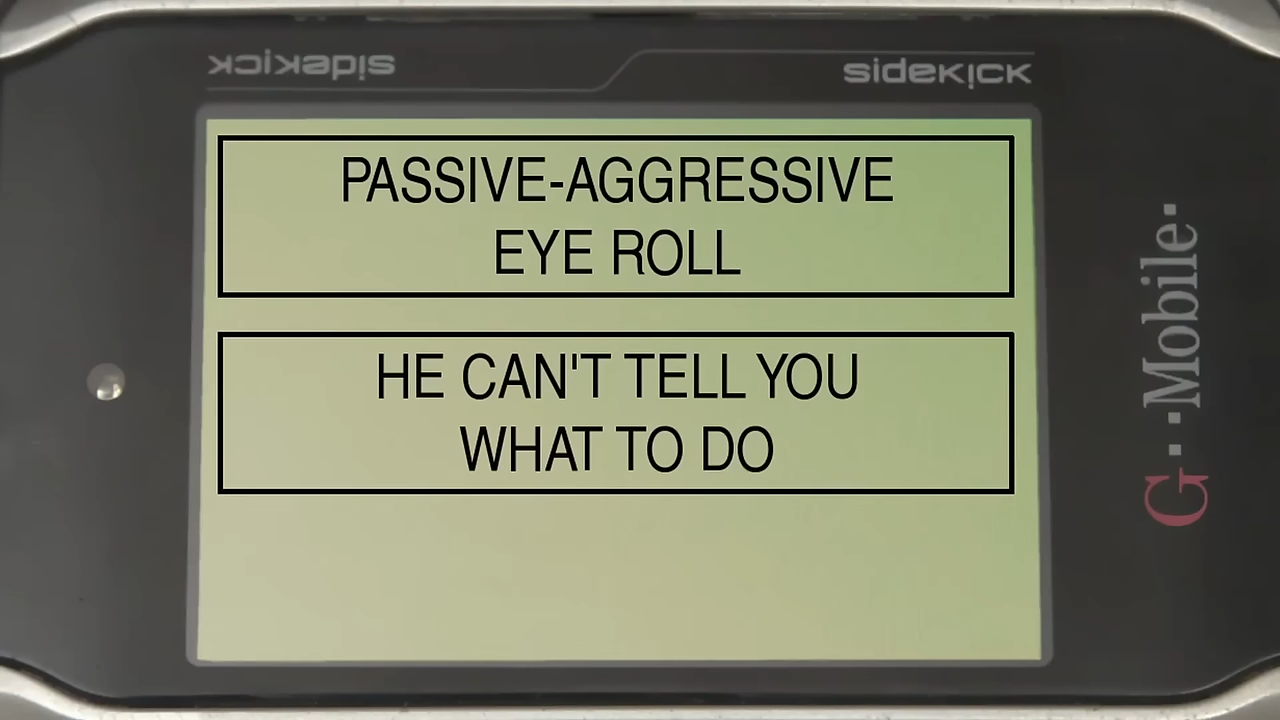 sidekick
sidekick
PASSIVE-AGGRESSIVE
EYE ROLL
HE CAN'T TELL YOU
WHAT TO DO
G··Mobile·